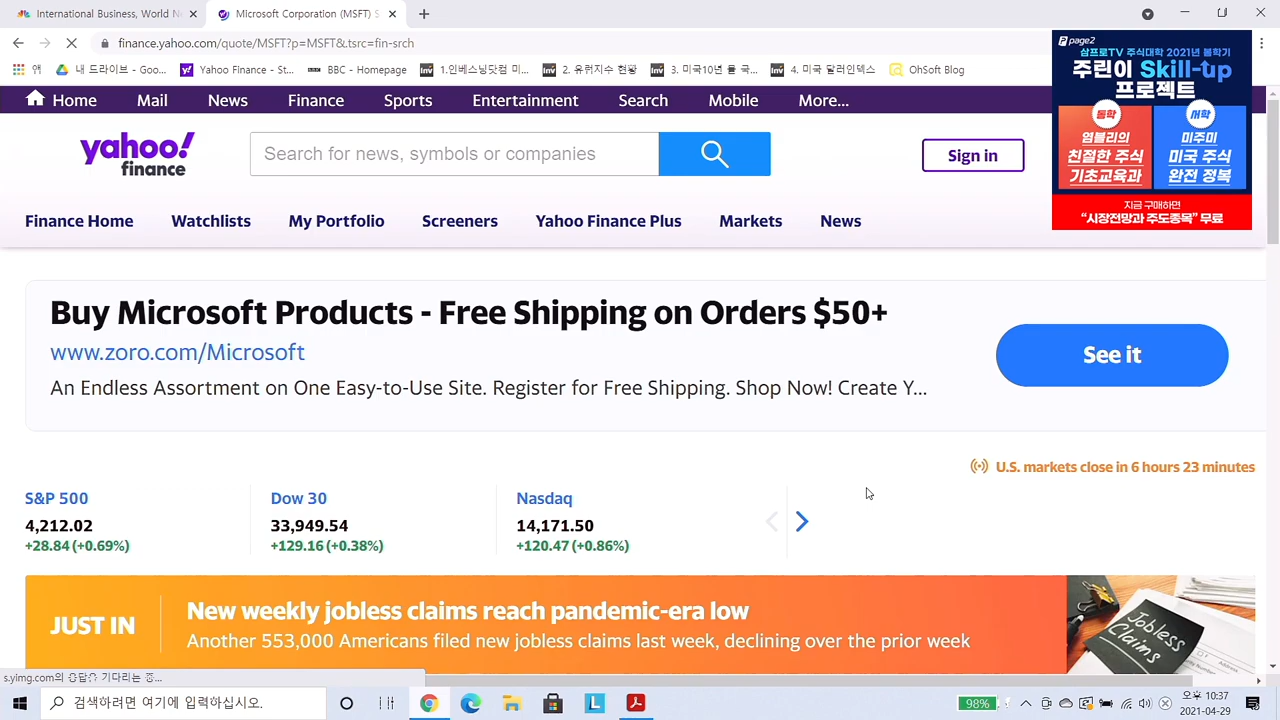 International Business, World N
Microsoft Corporation (MSFT) S
finance.yahoo.com/quote/MSFT?p=MSFT&.tsrc=fin-srch
앱
내 드라이브 - Goo...
Yahoo Finance - St...
BBC - Homepage
1.인베스팅닷컴 미...
2. 유럽지수 현황
3. 미국10년 물 국...
4. 미국 달러인덱스
OhSoft Blog
Home
Mail
News
Finance
Sports
Entertainment
Search
Mobile
More...
page2
삼프로TV 주식대학 2021년 봄학기
주린이 Skill-up
프로젝트
동학
염블리의
친절한 주식
기초교육과
서학
미주미
미국 주식
완전 정복
지금 구매하면
"시장전망과 주도종목" 무료
yahoo!
finance
Search for news, symbols or companies
Sign in
Finance Home
Watchlists
My Portfolio
Screeners
Yahoo Finance Plus
Markets
News
Buy Microsoft Products - Free Shipping on Orders $50+
www.zoro.com/Microsoft
An Endless Assortment on One Easy-to-Use Site. Register for Free Shipping. Shop Now! Create Y...
See it
U.S. markets close in 6 hours 23 minutes
S&P 500
4,212.02
+28.84 (+0.69%)
Dow 30
33,949.54
+129.16 (+0.38%)
Nasdaq
14,171.50
+120.47 (+0.86%)
JUST IN
New weekly jobless claims reach pandemic-era low
Another 553,000 Americans filed new jobless claims last week, declining over the prior week
Jobless
Claims
s.yimg.com의 응답을 기다리는 중...
검색하려면 여기에 입력하십시오.
98%
오후 10:37
2021-04-29